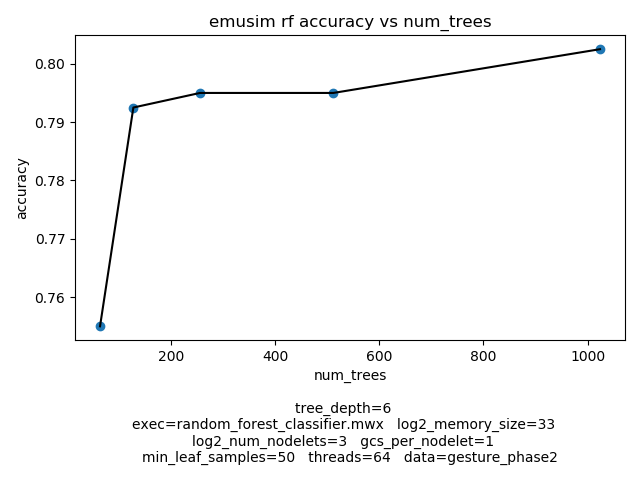 emusim rf accuracy vs num_trees
0.80
0.79
0.78
0.77
0.76
accuracy
200 400 600 800 1000
num_trees
tree_depth=6
exec=random_forest_classifier.mwx log2_memory_size=33
log2_num_nodelets=3 gcs_per_nodelet=1
min_leaf_samples=50 threads=64 data=gesture_phase2